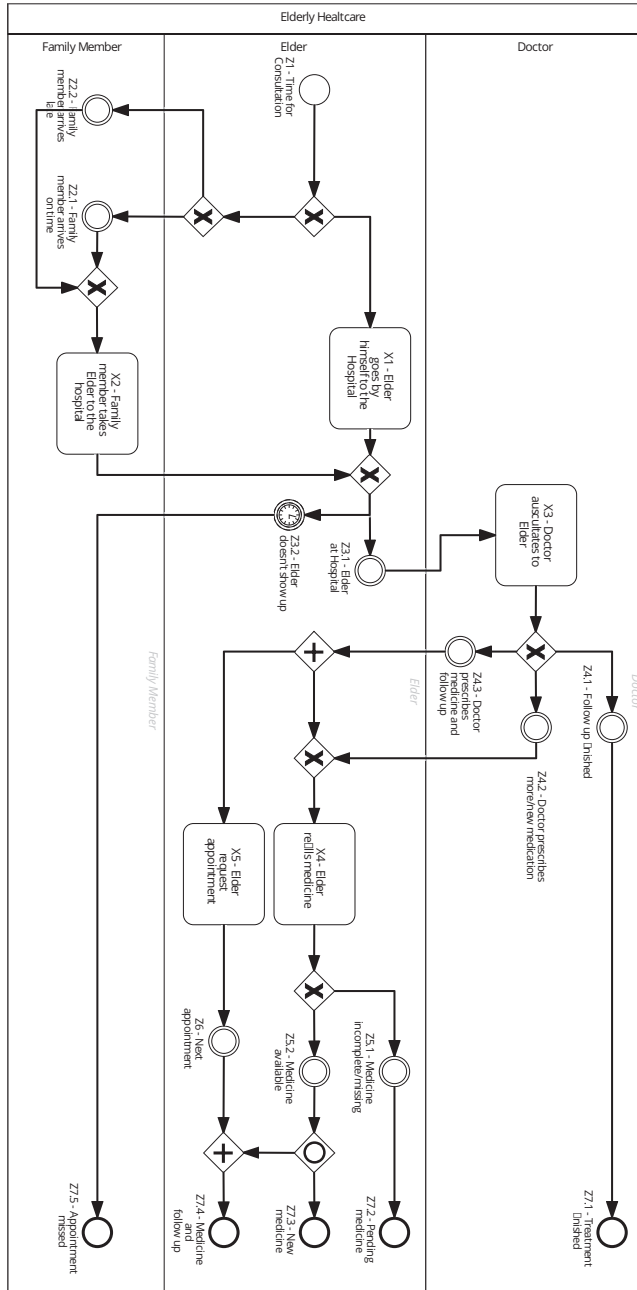 Elderly Healtcare
Family Member
Elder
Doctor
Z1 - Time for
Consultation
Z2.2 - Family
member arrives
late
Z2.1 - Family
member arrives
on time
X1 - Elder
goes by
himself to the
Hospital
X2 - Family
member takes
Elder to the
hospital
Z3.2 - Elder
doesn't show up
Z3.1 - Elder
at Hospital
X3 - Doctor
auscultates to
Elder
Family Member
Elder
Doctor
Z4.3 - Doctor
prescribes
medicine and
follow up
Z4.1 - Follow up
Z4.2 - Doctor prescribes
more/new medication
X5 - Elder
request
appointment
X4 - Elder
medicine
Z6 - Next
appointment
Z5.2 - Medicine
available
Z5.1 - Medicine
incomplete/missing
Z7.5 - Appointment
missed
Z7.4 - Medicine
and
follow up
Z7.3 - New
medicine
Z7.2 - Pending
medicine
Z7.1 - Treatment